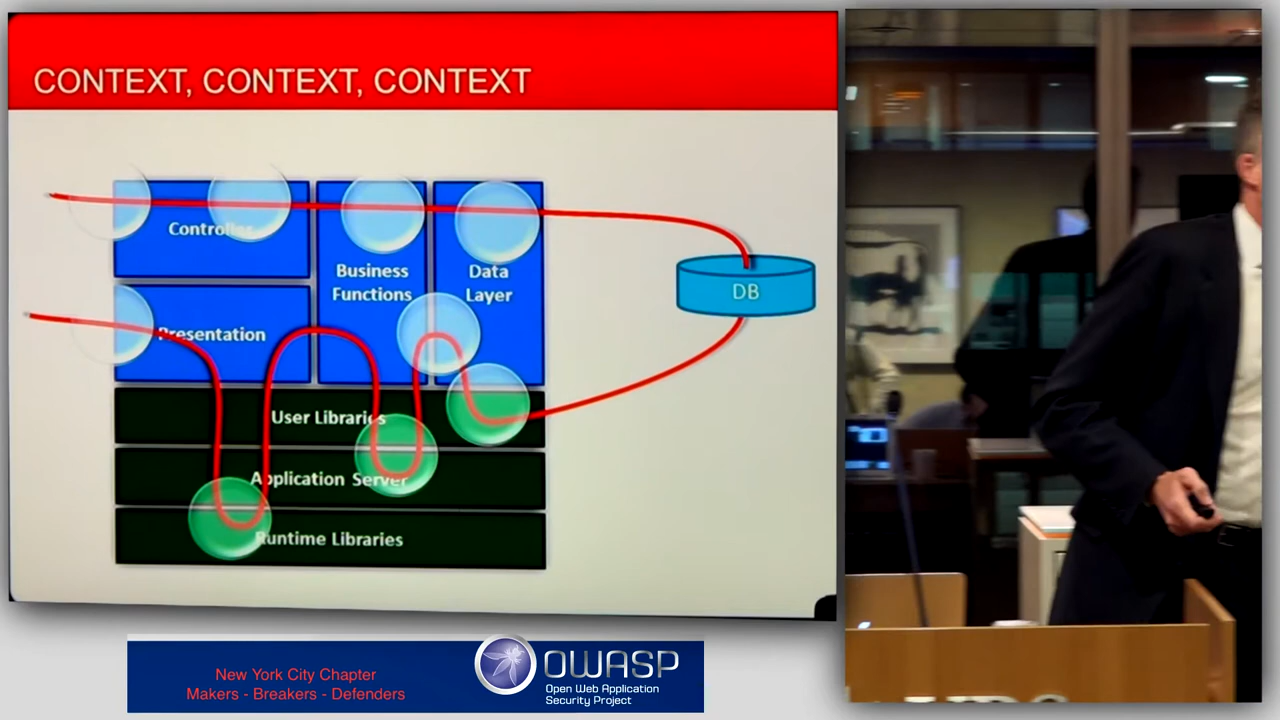 CONTEXT, CONTEXT, CONTEXT
Controller
Business
Functions
Data
Layer
DB
Presentation
User Libraries
Application Server
Runtime Libraries
New York City Chapter
Makers - Breakers - Defenders
OWASP
Open Web Application
Security Project